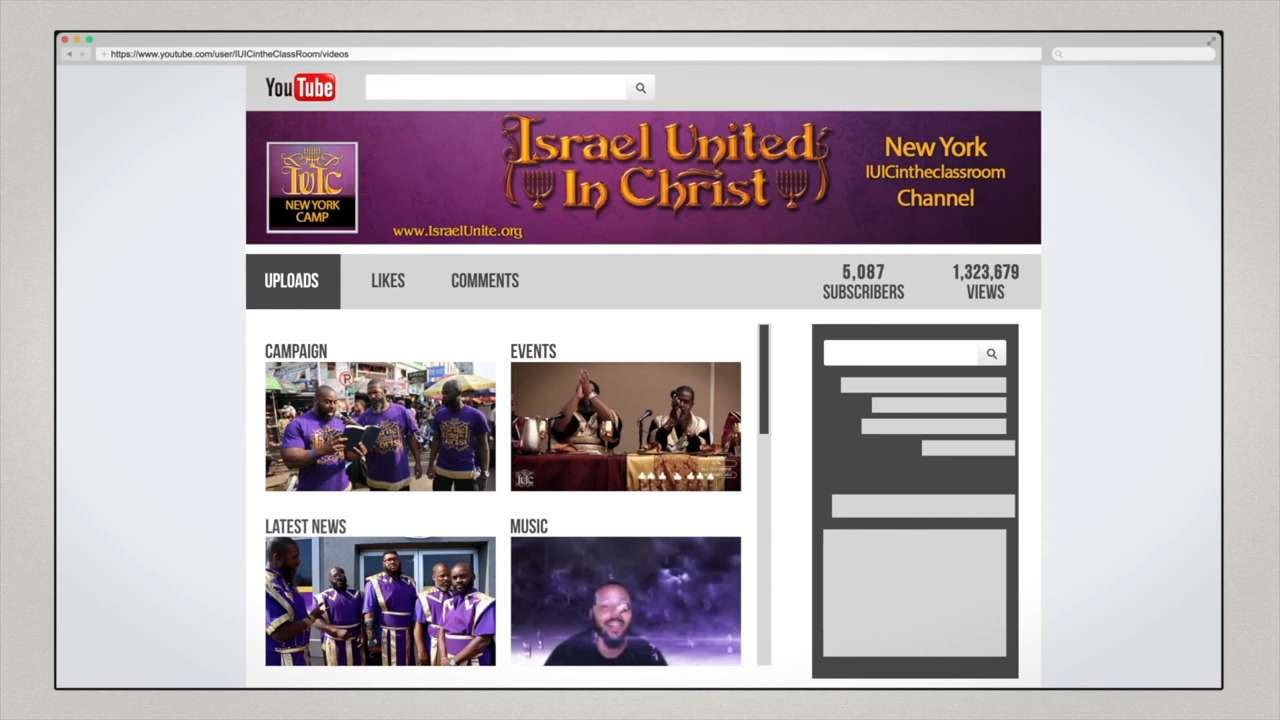 https://www.youtube.com/user/IUICintheClassRoom/videos
YouTube
IUIC
NEW YORK
CAMP
Israel United
In Christ
www.IsraelUnite.org
New York
IUICintheclassroom
Channel
UPLOADS
LIKES
COMMENTS
5,087
SUBSCRIBERS
1,323,679
VIEWS
CAMPAIGN
EVENTS
LATEST NEWS
MUSIC